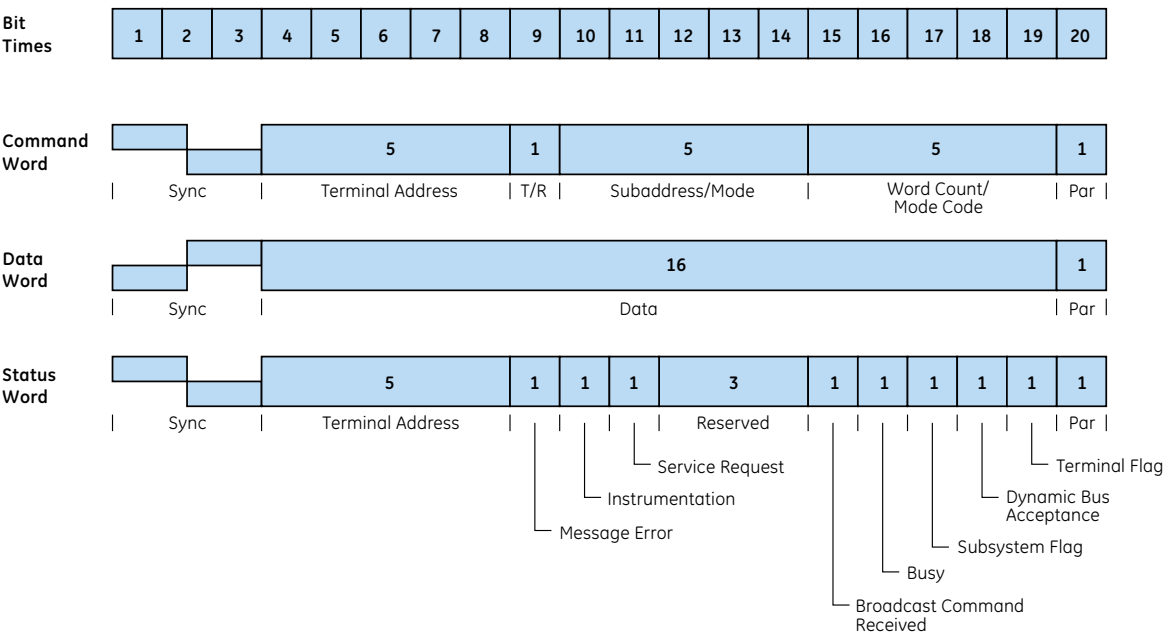 Bit
Times
1 2 3 4 5 6 7 8 9 10 11 12 13 14 15 16 17 18 19 20
Command
Word
5 1 5 5 1
Sync Terminal Address T/R Subaddress/Mode Word Count/ Par
Mode Code
Data
Word
16 1
Sync Data Par
Status
Word
5 1 1 1 3 1 1 1 1 1 1
Sync Terminal Address Reserved Par
Service Request
Terminal Flag
Instrumentation
Dynamic Bus
Acceptance
Message Error
Subsystem Flag
Busy
Broadcast Command
Received